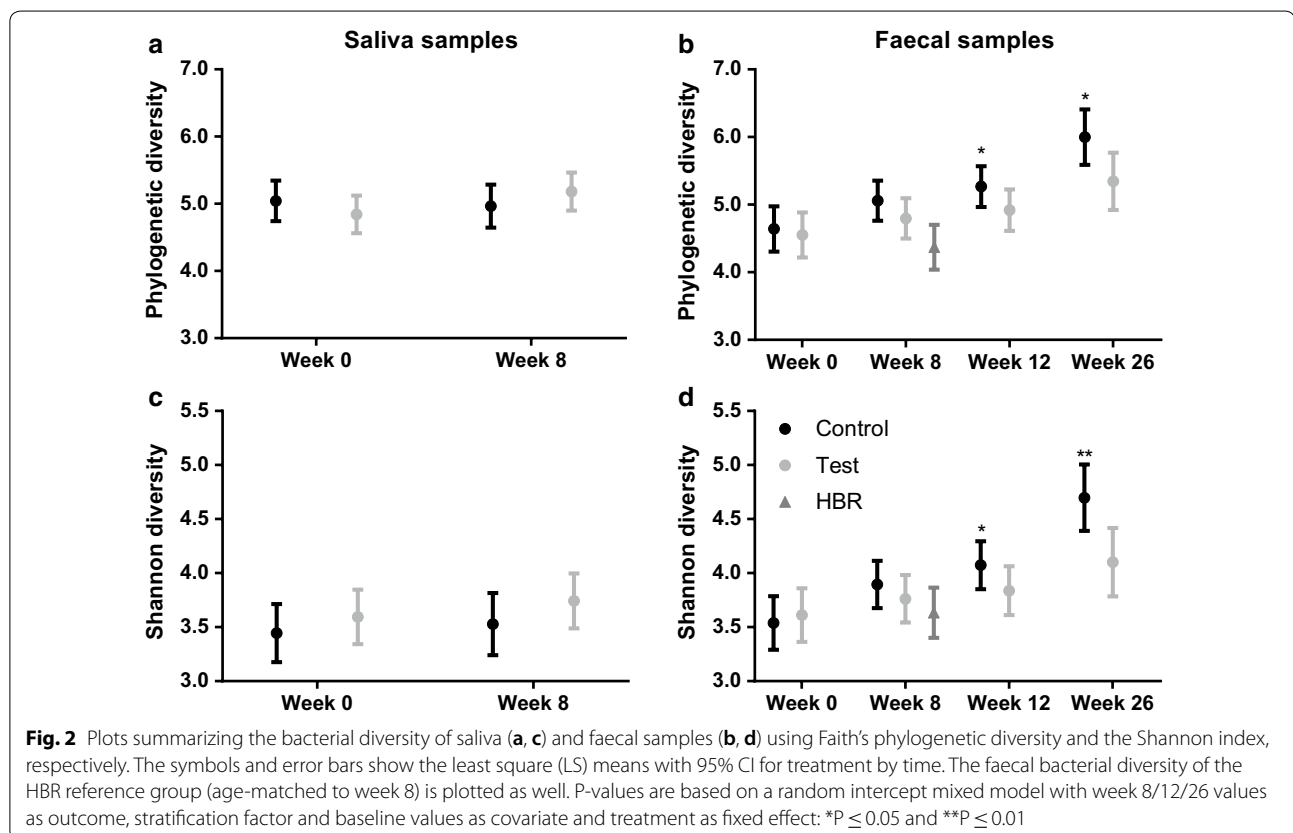 a
Saliva samples
Phylogenetic diversity
7.0
6.0
5.0
4.0
3.0
Week 0
Week 8
b
Faecal samples
Phylogenetic diversity
7.0
6.0
5.0
4.0
3.0
*
*
Week 0
Week 8
Week 12
Week 26
c
Shannon diversity
5.5
5.0
4.5
4.0
3.5
3.0
Week 0
Week 8
d
Shannon diversity
5.5
5.0
4.5
4.0
3.5
3.0
Control
Test
HBR
*
**
Week 0
Week 8
Week 12
Week 26
Fig. 2 Plots summarizing the bacterial diversity of saliva (a, c) and faecal samples (b, d) using Faith's phylogenetic diversity and the Shannon index,
respectively. The symbols and error bars show the least square (LS) means with 95% CI for treatment by time. The faecal bacterial diversity of the
HBR reference group (age-matched to week 8) is plotted as well. P-values are based on a random intercept mixed model with week 8/12/26 values
as outcome, stratification factor and baseline values as covariate and treatment as fixed effect: *P ≤ 0.05 and **P ≤ 0.01